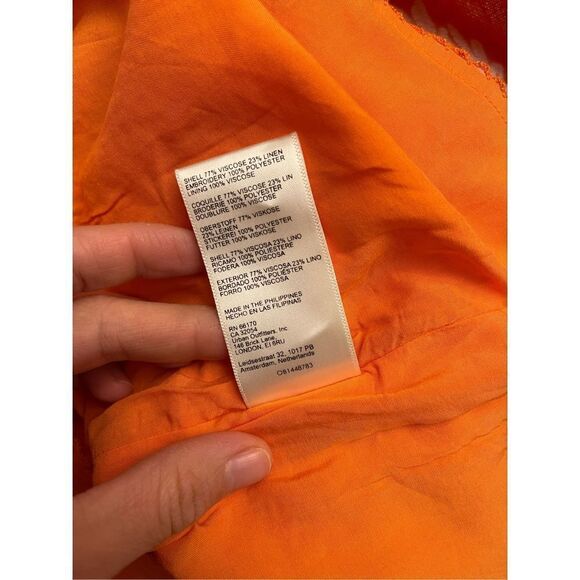 SHELL 77% VISCOSE 23% LINEN
EMBROIDERY 100% POLYESTER
LINING 100% VISCOSE
COQUILLE 77% VISCOSE 23% LIN
BRODERIE 100% POLYESTER
DOUBLURE 100% VISCOSE
OBERSTOFF 77% VISKOSE
23% LEINEN
STICKEREI 100% POLYESTER
FUTTER 100% VISKOSE
SHELL 77% VISCOSA 23% LINO
RICAMO 100% POLIESTERE
FODERA 100% VISCOSA
EXTERIOR 77% VISCOSA 23% LINO
BORDADO 100% POLIÉSTER
FORRO 100% VISCOSA
MADE IN THE PHILIPPINES
HECHO EN LAS FILIPINAS
RN 66170
CA 32054
Urban Outfitters, Inc.
146 Brick Lane,
LONDON, E1 6RU
Leidsestraat 32, 1017 PB
Amsterdam, Netherlands
O81448783